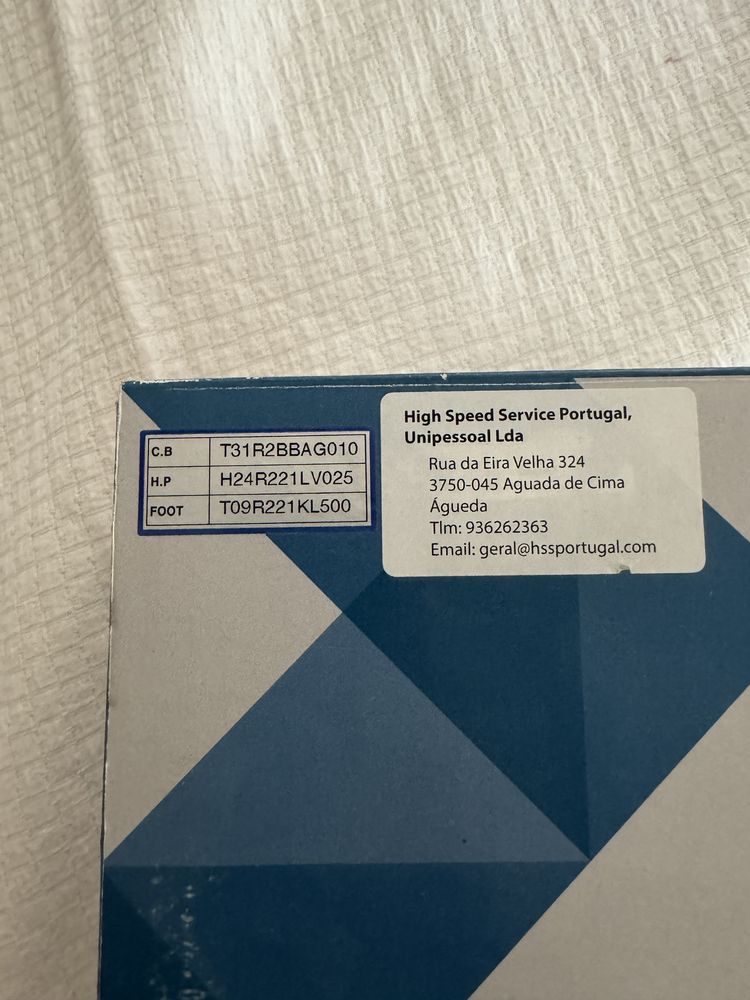 C.B T31R2BBAG010
H.P H24R221LV025
FOOT T09R221KL500
High Speed Service Portugal,
Unipessoal Lda
Rua da Eira Velha 324
3750-045 Aguada de Cima
Águeda
Tlm: 936262363
Email: geral@hssportugal.com